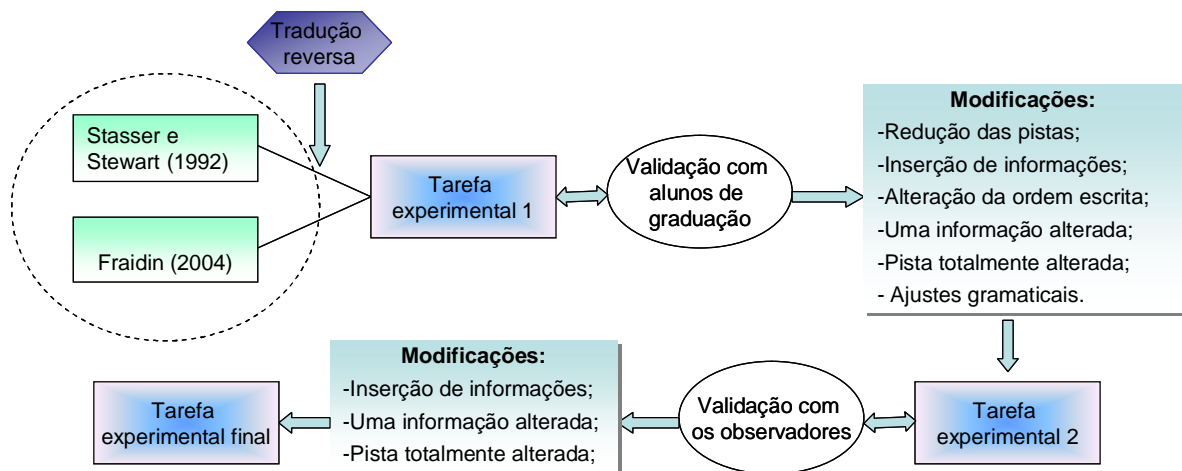 Tradução
reversa
Stasser e
Stewart (1992)
Fraidin (2004)
Tarefa
experimental 1
Validação com
alunos de
graduação
Modificações:
-Redução das pistas;
-Inserção de informações;
-Alteração da ordem escrita;
-Uma informação alterada;
-Pista totalmente alterada;
- Ajustes gramaticais.
Tarefa
experimental 2
Validação com
os observadores
Modificações:
-Inserção de informações;
-Uma informação alterada;
-Pista totalmente alterada;
Tarefa
experimental final